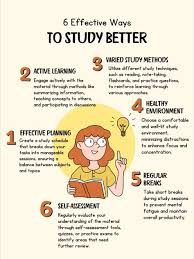 6 Effective Ways
TO STUDY BETTER
1
EFFECTIVE PLANNING
Create a study schedule
that breaks down your
tasks into manageable
sessions, ensuring a
balance between subjects
and topics
2
ACTIVE LEARNING
Engage actively with the
material through methods like
summarizing information,
teaching concepts to others,
and participating in discussions
3
VARIED STUDY METHODS
Utilize different study techniques,
such as reading, note-taking,
flashcards, and practice questions,
to reinforce learning through
various approaches.
4
HEALTHY
ENVIRONMENT
Choose a comfortable
and well-lit study
environment,
minimizing distractions
to enhance focus
and concentration.
5
REGULAR
BREAKS
Take short breaks
during study sessions
to prevent mental
fatigue and maintain
overall productivity.
6
SELF-ASSESSMENT
Regularly evaluate your
understanding of the material
through self-assessment tools,
quizzes, or practice exams to
identify areas that need
further review.